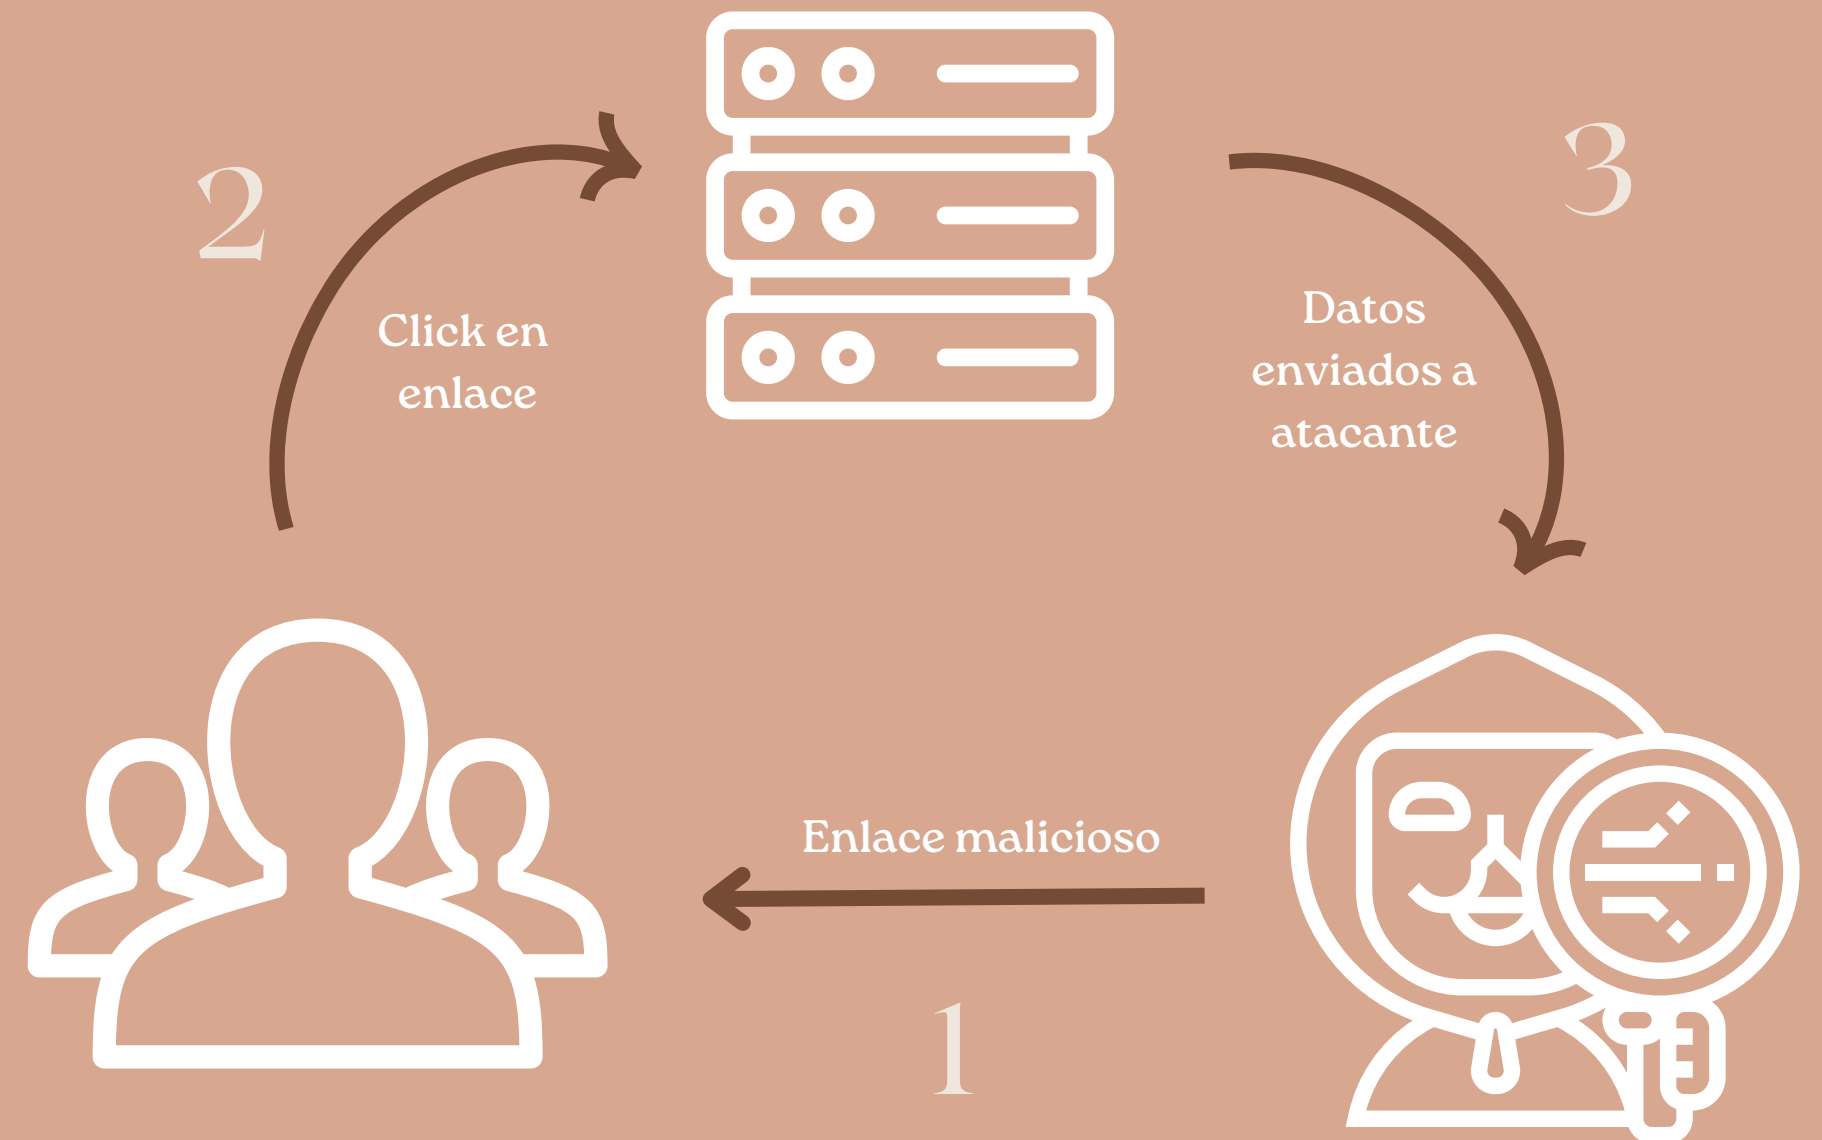 2
3
Click en
enlace
Datos
enviados a
atacante
Enlace malicioso
1